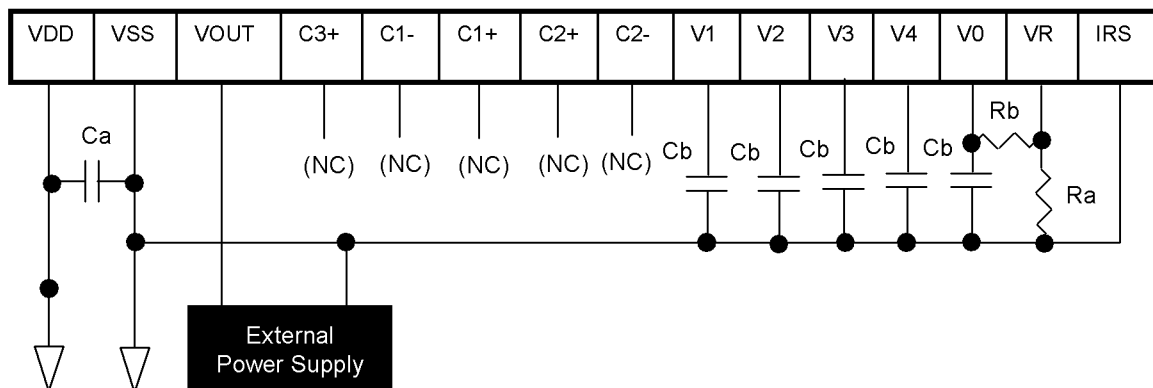 VDD VSS VOUT C3+ C1- C1+ C2+ C2- V1 V2 V3 V4 V0 VR IRS
Ca
(NC) (NC) (NC) (NC) (NC)
Cb Cb Cb Cb Cb
Rb
Ra
External
Power Supply